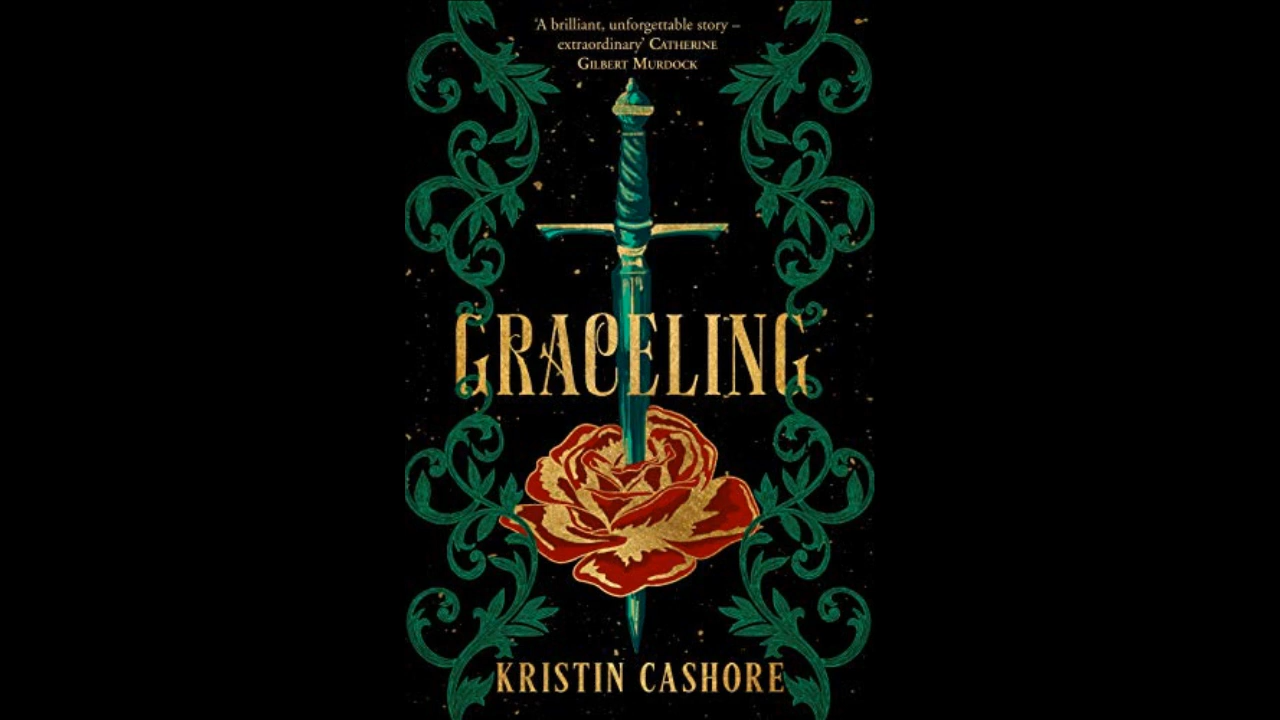 ‘A brilliant, unforgettable story –
extraordinary’ CATHERINE
GILBERT MURDOCK
GRACELING
KRISTIN CASHORE